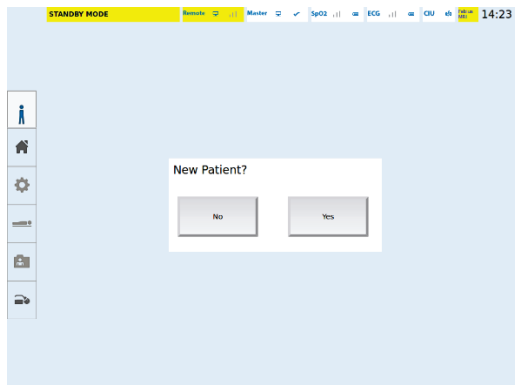 STANDBY MODE Remote Master SpO2 ECG CIU 14:23
New Patient?
No Yes